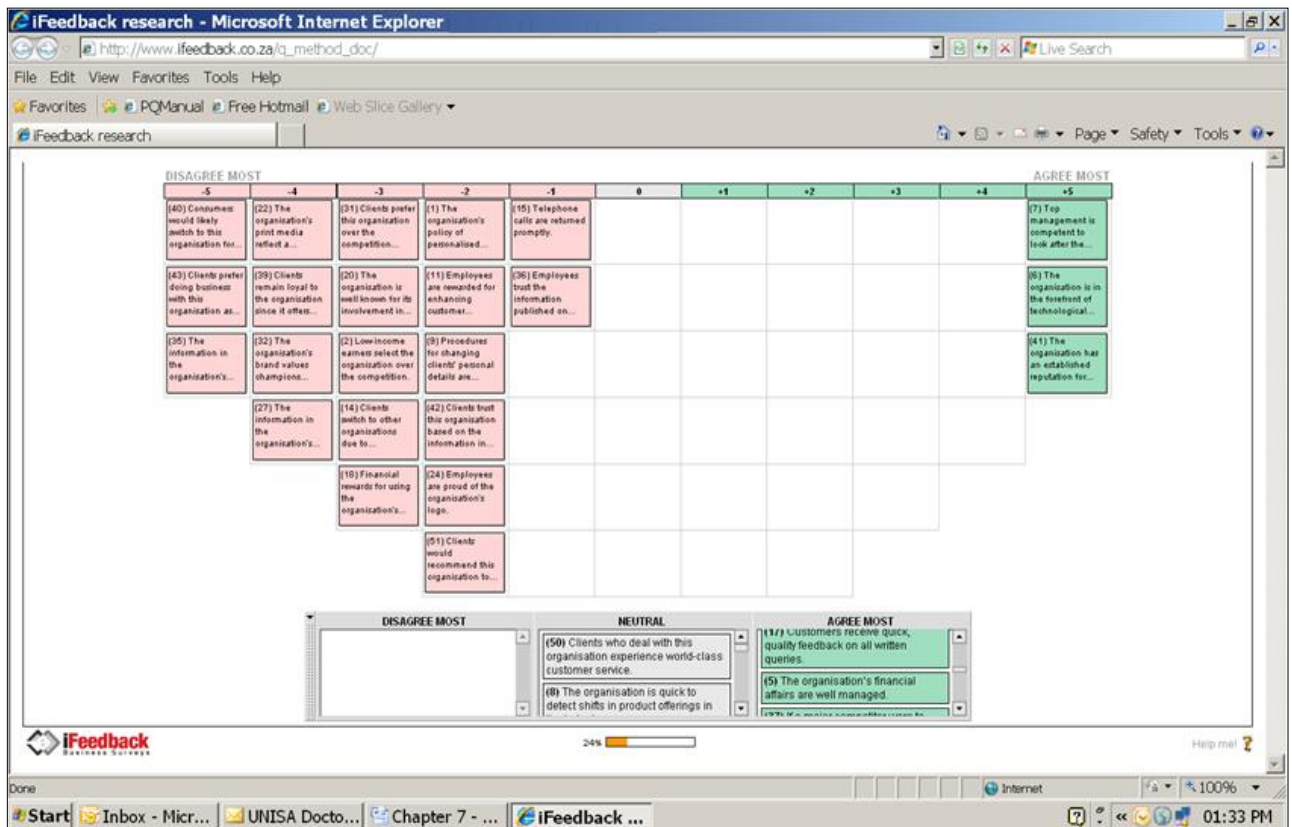 iFeedback research - Microsoft Internet Explorer
http://www.ifeedback.co.za/q_method_doc/
Live Search
File Edit View Favorites Tools Help
Favorites PQManual Free Hotmail Web Slice Gallery
iFeedback research
Page Safety Tools
DISAGREE MOST AGREE MOST
-5 -4 -3 -2 -1 0 +1 +2 +3 +4 +5
(40) Consumers
would likely
switch to this
organisation for...
(22) The
organisation's
print media
reflect a...
(31) Clients prefer
this organisation
over the
competition...
(1) The
organisation's
policy of
personalised...
(15) Telephone
calls are returned
promptly.
(7) Top
management is
competent to
look after the...
(43) Clients prefer
doing business
with this
organisation as...
(39) Clients
remain loyal to
the organisation
since it offers...
(20) The
organisation is
well known for its
involvement in...
(11) Employees
are rewarded for
enhancing
customer...
(36) Employees
trust the
information
published on...
(6) The
organisation is in
the forefront of
technological...
(35) The
information in
the
organisation's...
(32) The
organisation's
brand values
champions...
(2) Low-income
earners select the
organisation over
the competition.
(9) Procedures
for changing
clients' personal
details are...
(41) The
organisation has
an established
reputation for...
(27) The
information in
the
organisation's...
(14) Clients
switch to other
organisations
due to...
(42) Clients trust
this organisation
based on the
information in...
(18) Financial
rewards for using
the
organisation's...
(24) Employees
are proud of the
organisation's
logo.
(51) Clients
would
recommend this
organisation to...
DISAGREE MOST
NEUTRAL
(50) Clients who deal with this
organisation experience world-class
customer service.
(8) The organisation is quick to
detect shifts in product offerings in
AGREE MOST
(17) Customers receive quick,
quality feedback on all written
queries.
(5) The organisation's financial
affairs are well managed.
iFeedback
Business Surveys
24%
Help me!
Done Internet 100%
Start Inbox - Micr... UNISA Docto... Chapter 7 - ... iFeedback ... 01:33 PM